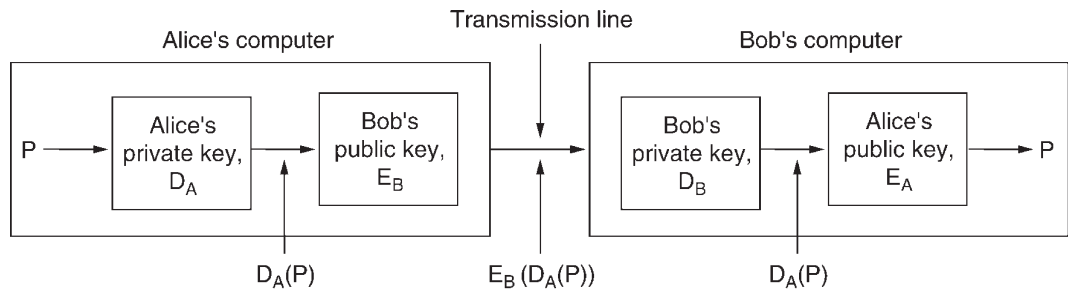 Transmission line
Alice's computer
Bob's computer
P
Alice's
private key,
D_A
Bob's
public key,
E_B
Bob's
private key,
D_B
Alice's
public key,
E_A
P
D_A(P)
E_B (D_A(P))
D_A(P)